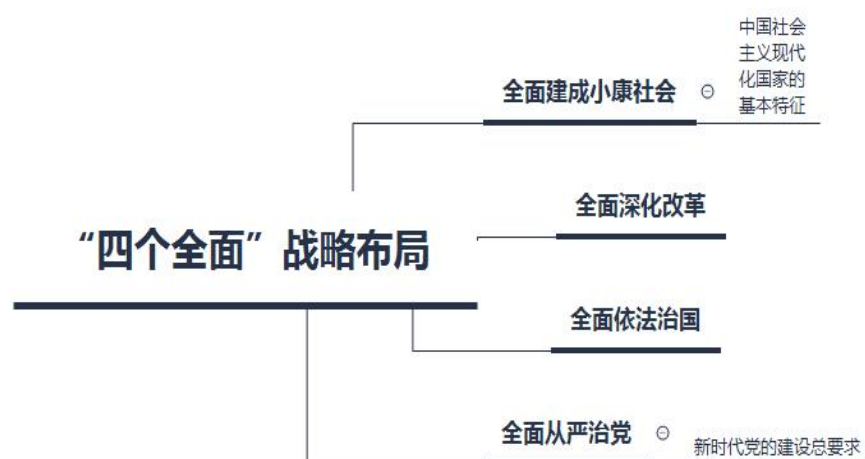 中国社会
主义现代
化国家的
基本特征
全面建成小康社会
全面深化改革
“四个全面”战略布局
全面依法治国
全面从严治党
新时代党的建设总要求